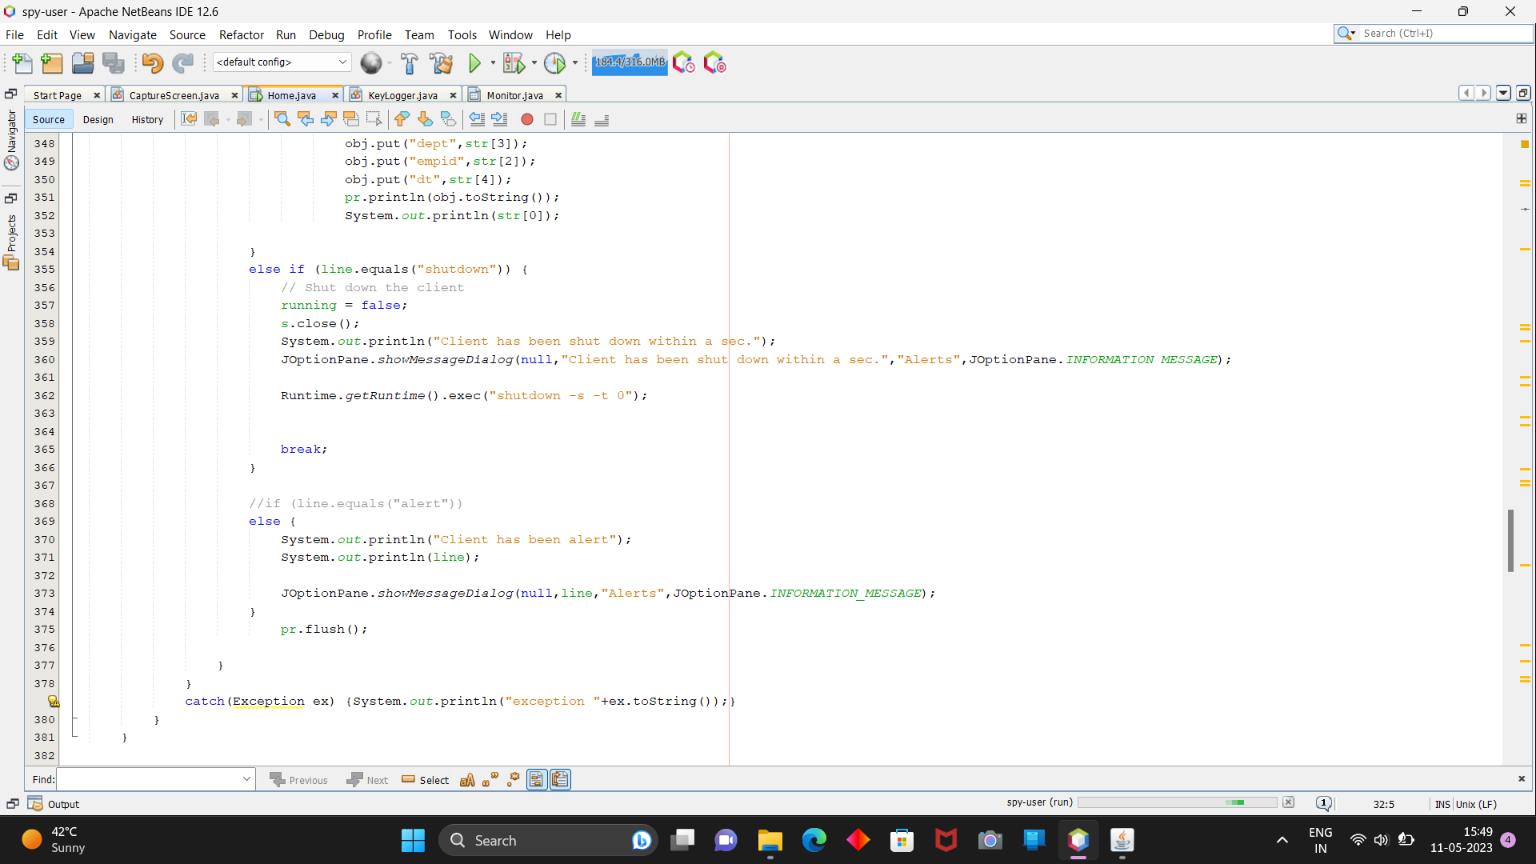 spy-user - Apache NetBeans IDE 12.6
File Edit View Navigate Source Refactor Run Debug Profile Team Tools Window Help
Search (Ctrl+I)
<default config>
184.4/316.0MB
Start Page CaptureScreen.java Home.java KeyLogger.java Monitor.java
Source Design History
Navigator
Projects
348 obj.put("dept",str[3]);
349 obj.put("empid",str[2]);
350 obj.put("dt",str[4]);
351 pr.println(obj.toString());
352 System.out.println(str[0]);
353
354 }
355 else if (line.equals("shutdown")) {
356 // Shut down the client
357 running = false;
358 s.close();
359 System.out.println("Client has been shut down within a sec.");
360 JOptionPane.showMessageDialog(null,"Client has been shut down within a sec.","Alerts",JOptionPane.INFORMATION_MESSAGE);
361
362 Runtime.getRuntime().exec("shutdown -s -t 0");
363
364
365 break;
366 }
367
368 //if (line.equals("alert"))
369 else {
370 System.out.println("Client has been alert");
371 System.out.println(line);
372
373 JOptionPane.showMessageDialog(null,line,"Alerts",JOptionPane.INFORMATION_MESSAGE);
374 }
375 pr.flush();
376
377 }
378 }
catch(Exception ex) {System.out.println("exception "+ex.toString());}
380 }
381 }
382
Find: Previous Next Select
Output
spy-user (run)
1
32:5
INS
Unix (LF)
42°C
Sunny
Search
ENG
IN
15:49
11-05-2023
4